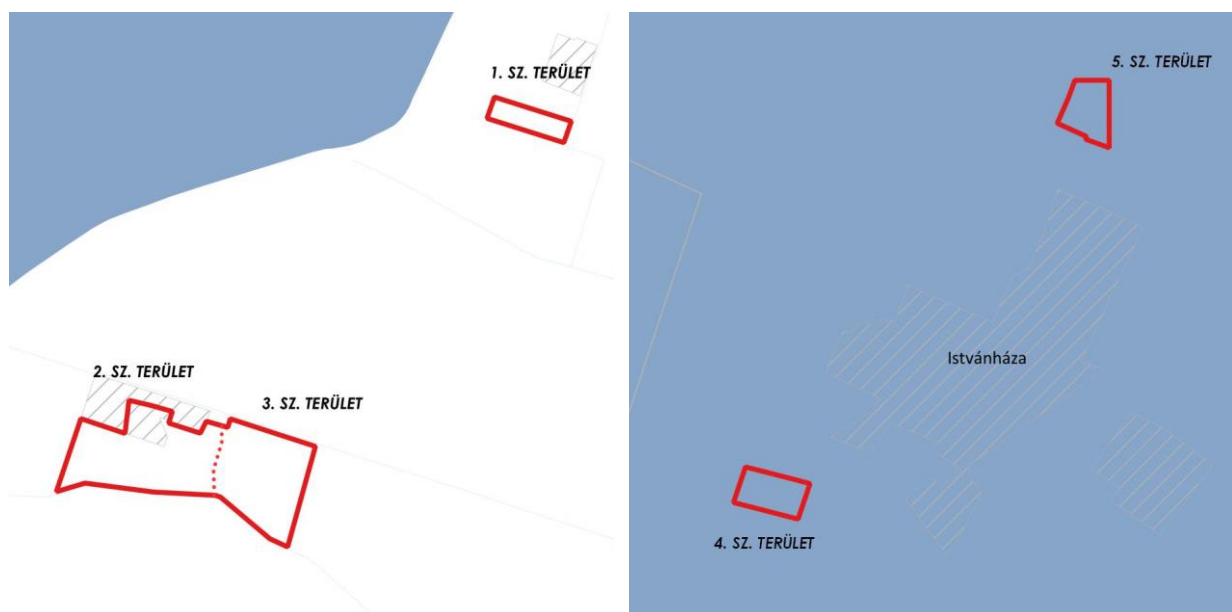 1. SZ. TERÜLET
2. SZ. TERÜLET
3. SZ. TERÜLET
5. SZ. TERÜLET
Istvánháza
4. SZ. TERÜLET